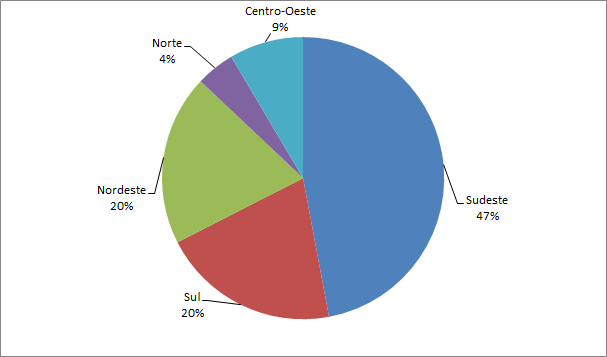 Centro-Oeste
9%
Norte
4%
Nordeste
20%
Sudeste
47%
Sul
20%